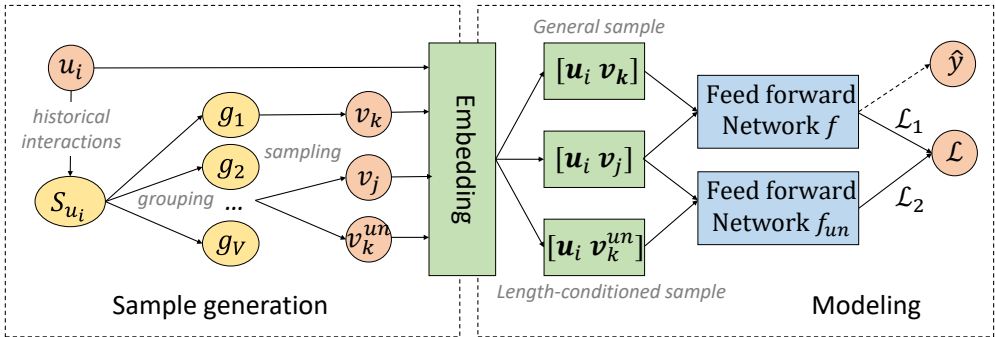 General sample
u_i
historical
interactions
S_{u_i}
g_1
g_2
grouping
...
g_V
sampling
v_k
v_j
v_k^{un}
Embedding
[u_i v_k]
[u_i v_j]
[u_i v_k^{un}]
Length-conditioned sample
Feed forward
Network f
Feed forward
Network f_{un}
ŷ
ℒ_1
ℒ
ℒ_2
Sample generation
Modeling